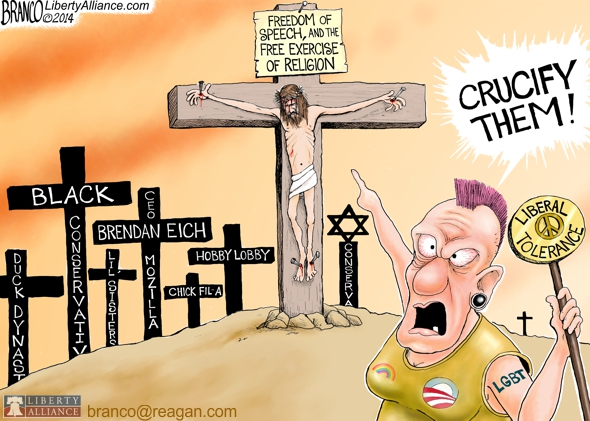 BRANCO LibertyAlliance.com
©2014
FREEDOM OF
SPEECH, AND THE
FREE EXERCISE
OF RELIGION
CRUCIFY
THEM!
LIBERAL
TOLERANCE
BLACK
CONSERVATIV
CEO
BRENDAN EICH
MOZILLA
HOBBY LOBBY
DUCK DYNAST
LIL' SISTERS
CHICK FIL-A
CONSERVA
LGBT
LIBERTY
ALLIANCE
branco@reagan.com